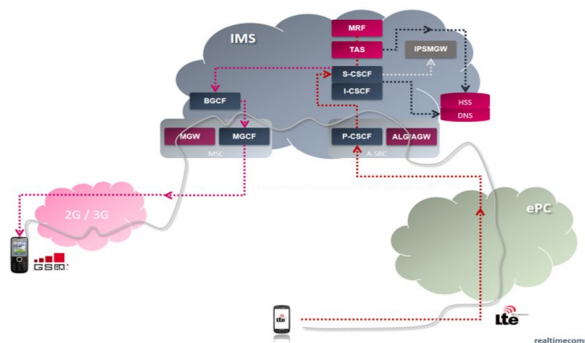 MRF
IMS
TAS
IPSMGW
S-CSCF
I-CSCF
BGCF
HSS
DNS
MGW
MGCF
P-CSCF
ALG/AGW
MSC
A-SBC
2G / 3G
ePC
GSM
Lte
Lte
realtimecom